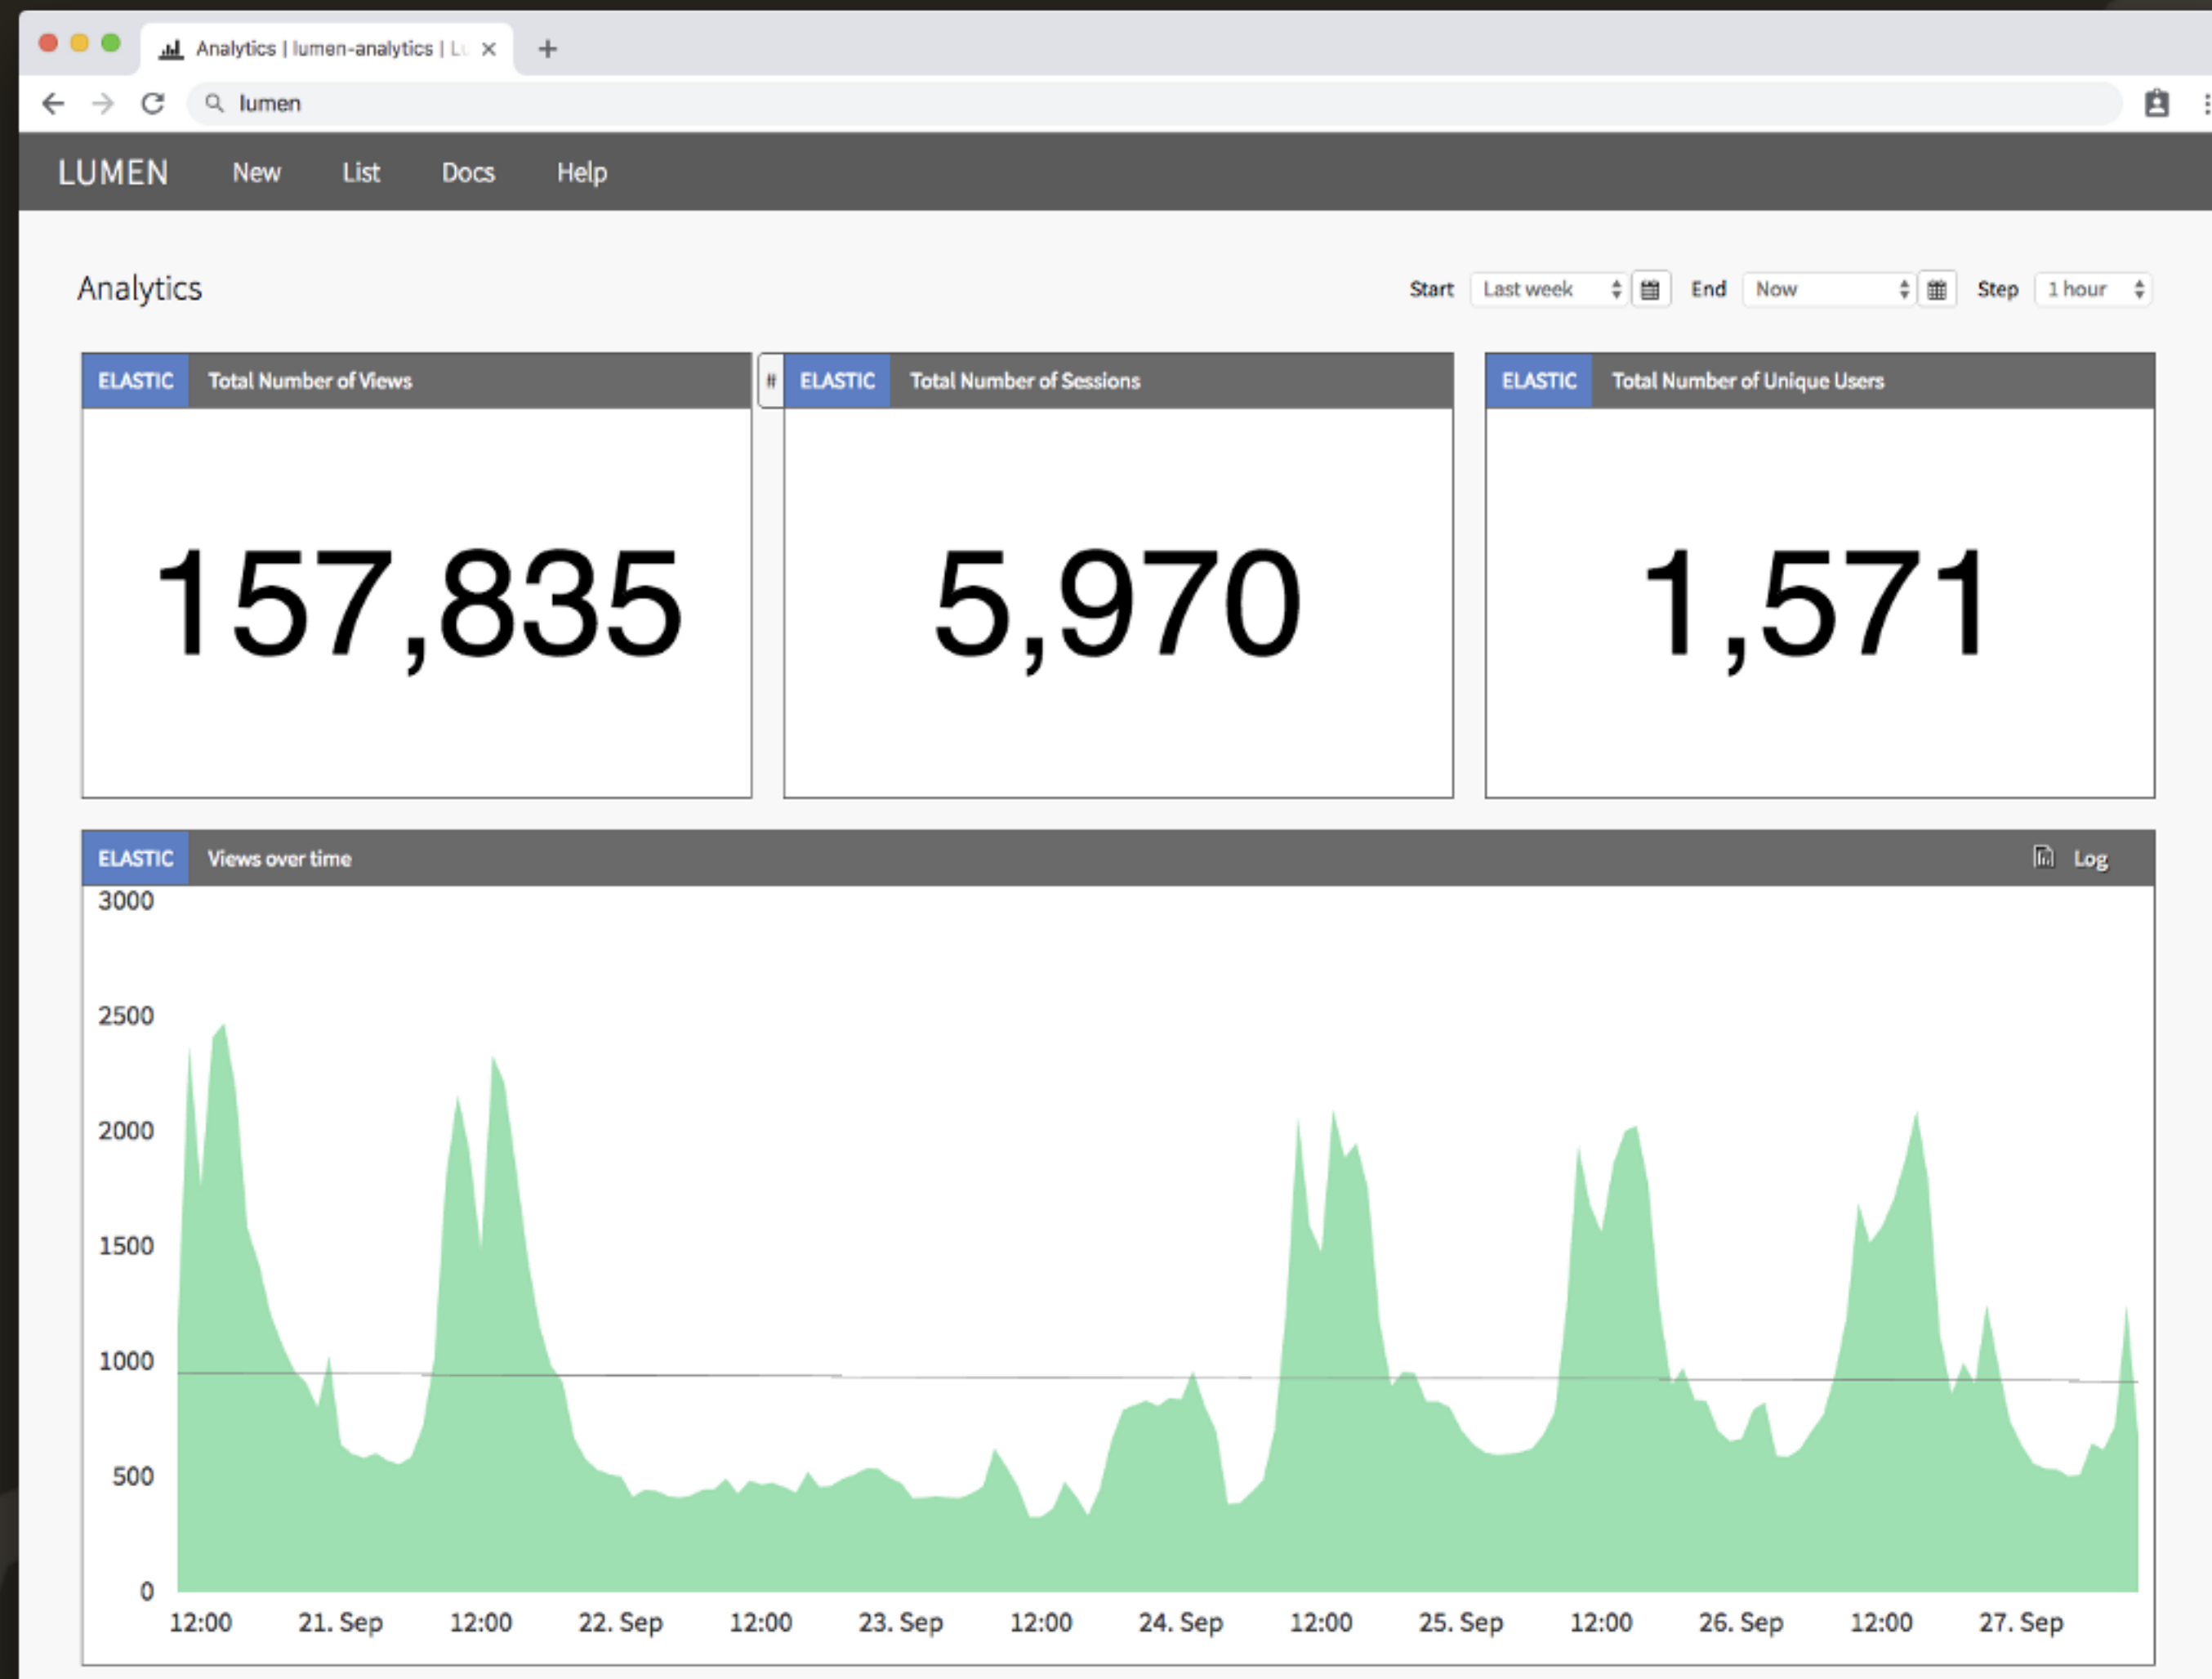 Analytics | lumen-analytics | Lu
lumen
LUMEN New List Docs Help
Analytics Start Last week End Now Step 1 hour
ELASTIC Total Number of Views
157,835
# ELASTIC Total Number of Sessions
5,970
ELASTIC Total Number of Unique Users
1,571
ELASTIC Views over time Log
3000
2500
2000
1500
1000
500
0
12:00 21. Sep 12:00 22. Sep 12:00 23. Sep 12:00 24. Sep 12:00 25. Sep 12:00 26. Sep 12:00 27. Sep